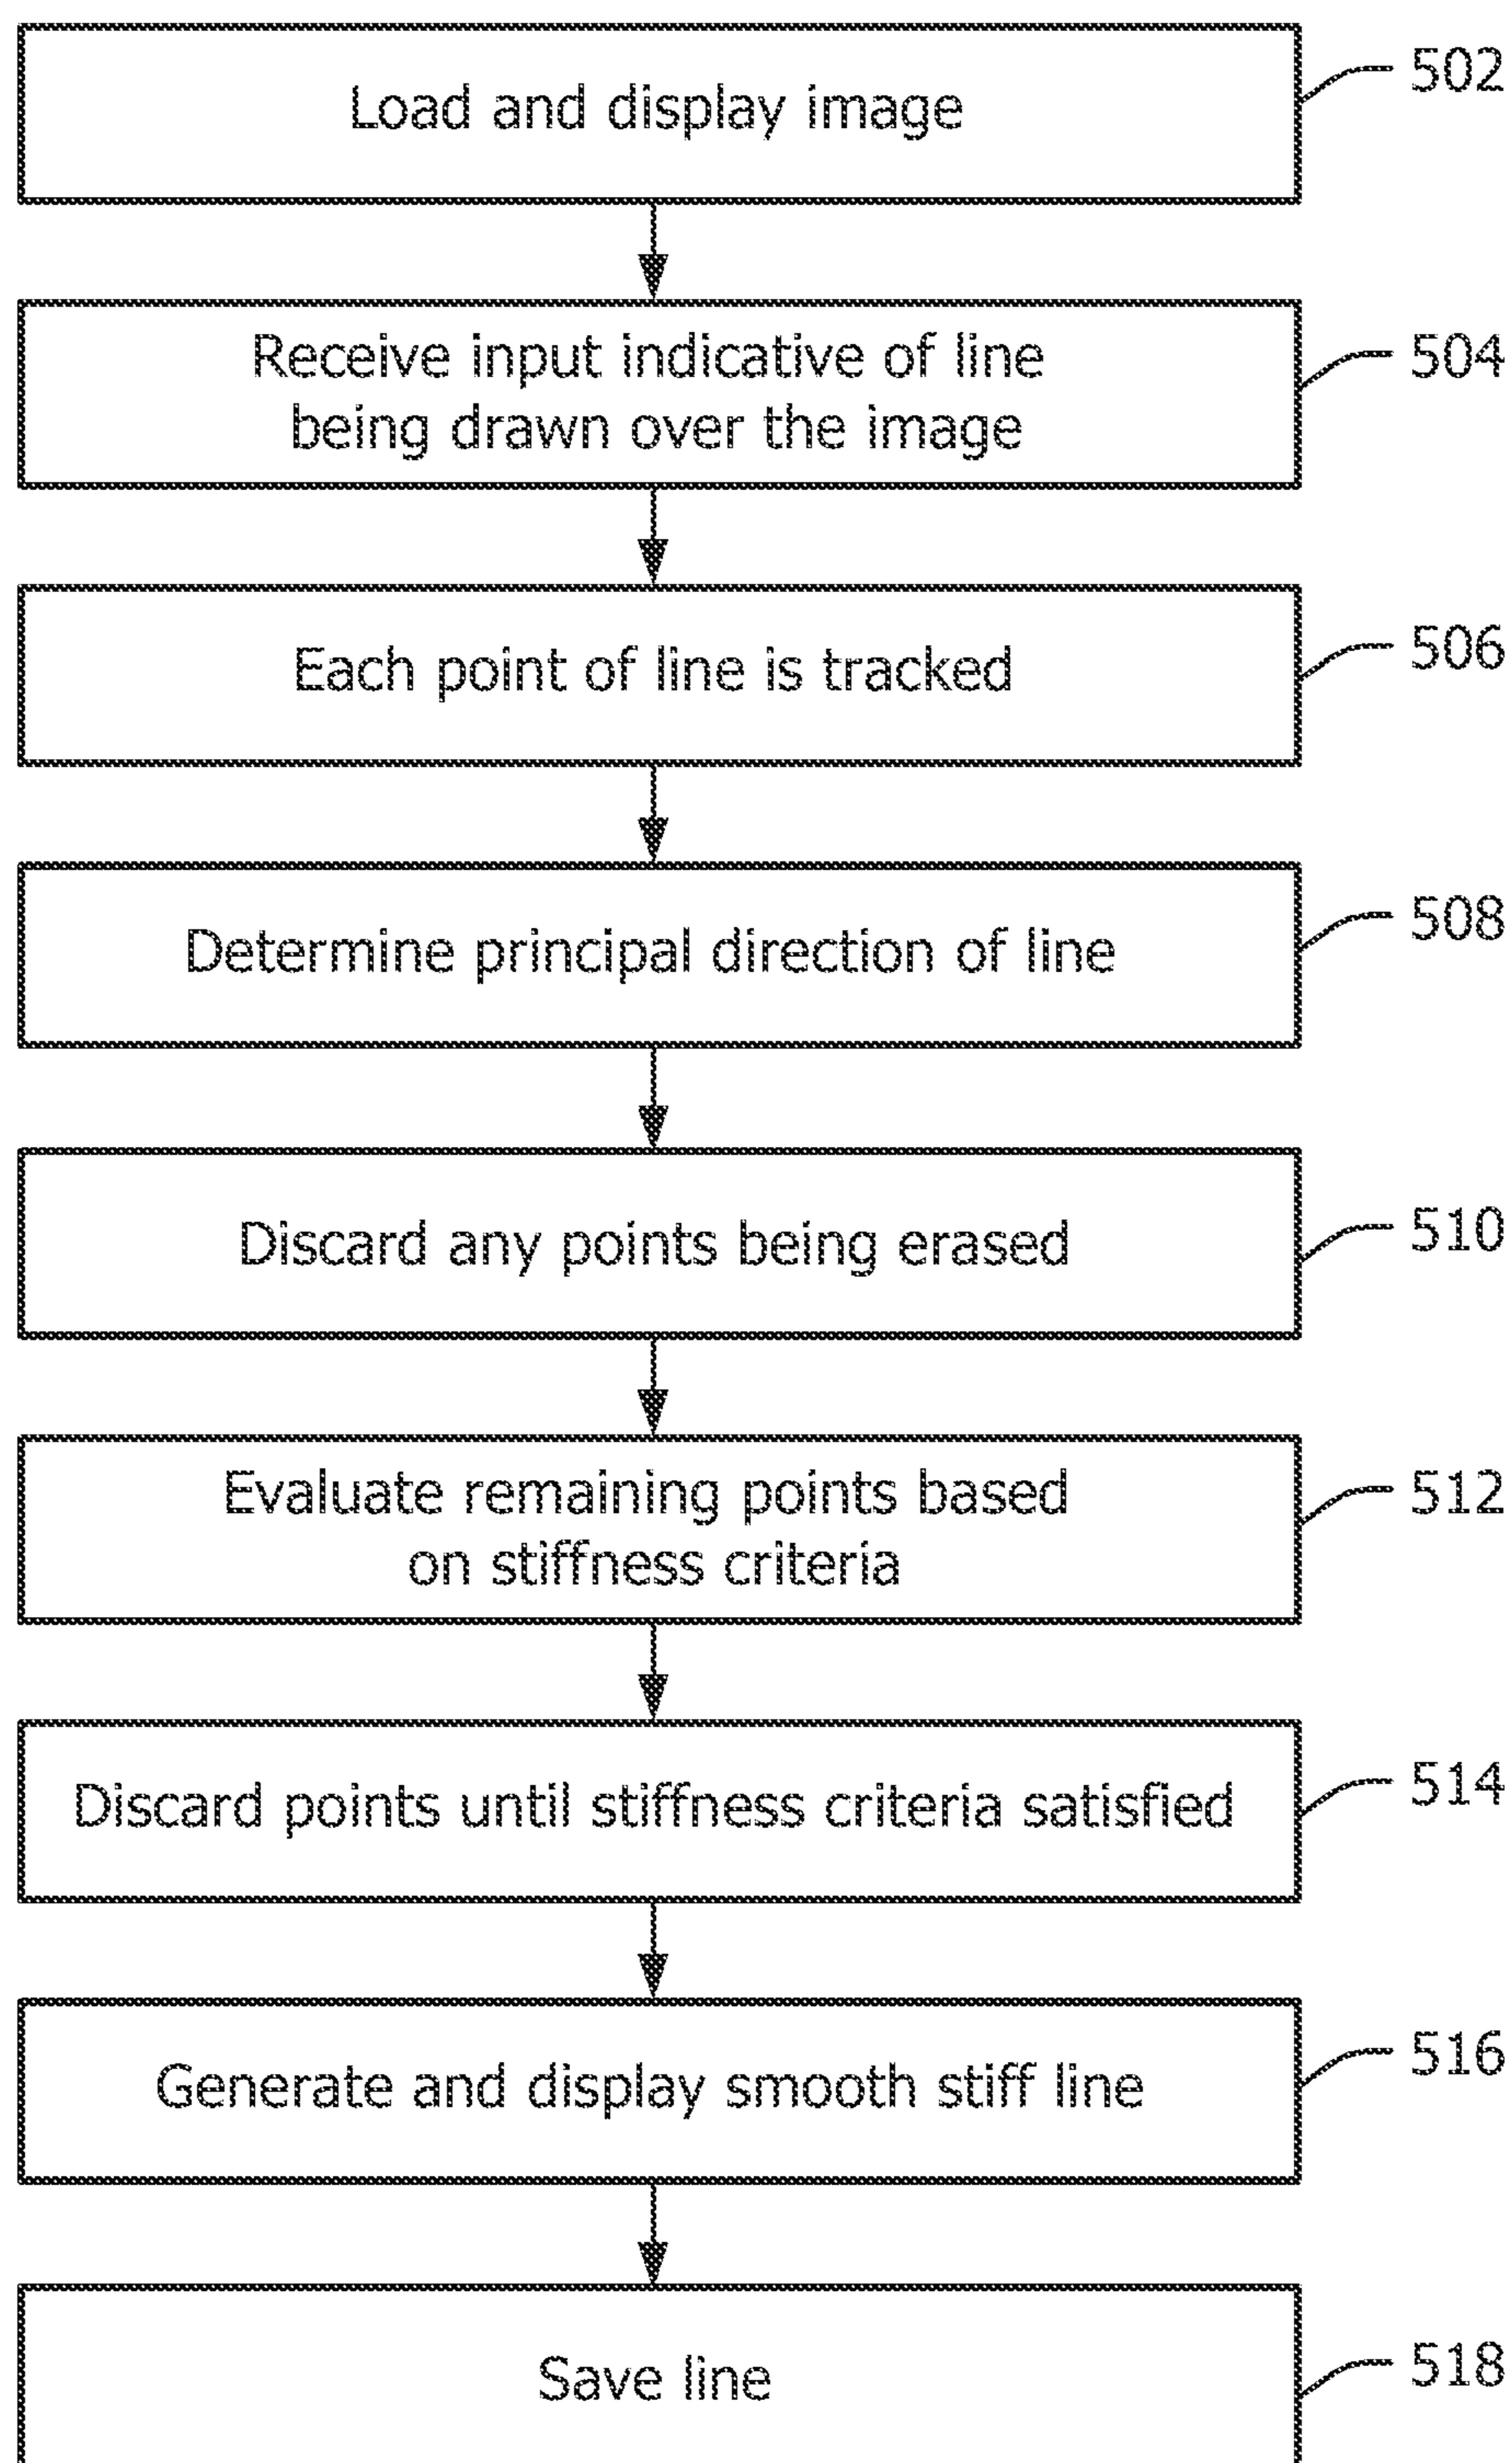 Load and display image
502
Receive input indicative of line
being drawn over the image
504
Each point of line is tracked
506
Determine principal direction of line
508
Discard any points being erased
510
Evaluate remaining points based
on stiffness criteria
512
Discard points until stiffness criteria satisfied
514
Generate and display smooth stiff line
516
Save line
518